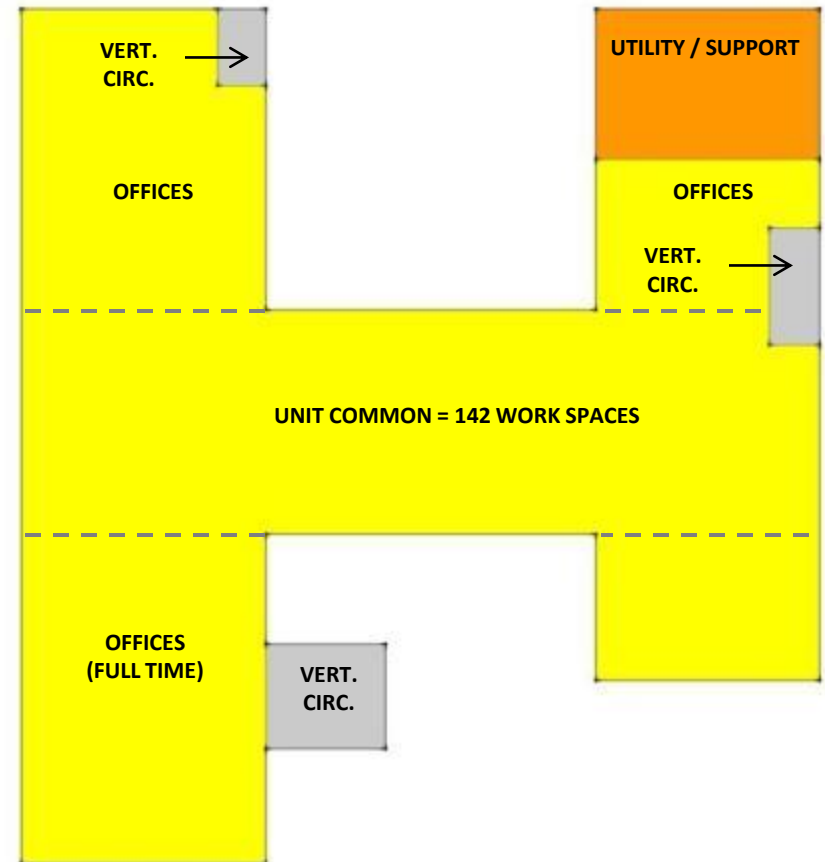 VERT.
CIRC.
UTILITY / SUPPORT
OFFICES
OFFICES
VERT.
CIRC.
UNIT COMMON = 142 WORK SPACES
OFFICES
(FULL TIME)
VERT.
CIRC.